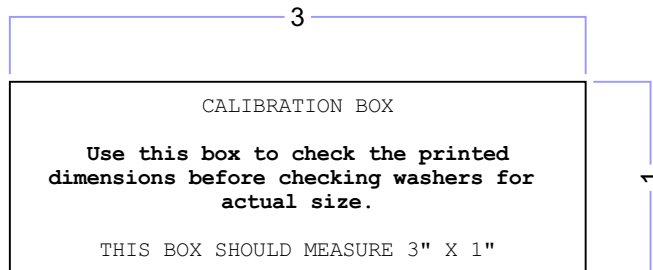 3
CALIBRATION BOX
Use this box to check the printed
dimensions before checking washers for
actual size.
1
THIS BOX SHOULD MEASURE 3" X 1"